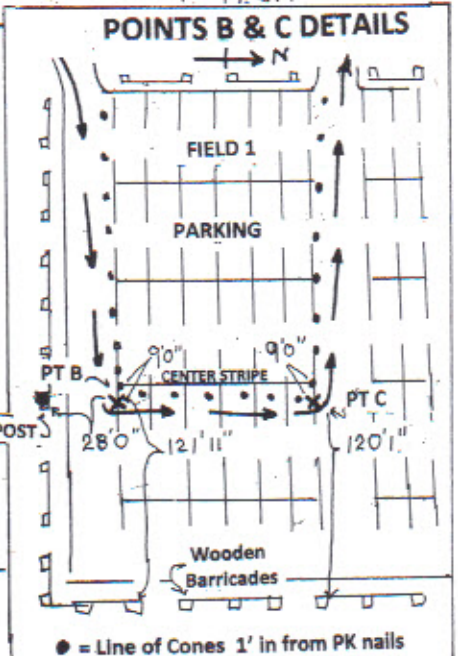 POINTS B & C DETAILS
N
FIELD 1
PARKING
9'0" 9'0"
PT B CENTER STRIPE
PT C
POST 28'0" 121'11" 120'1"
Wooden
Barricades
● = Line of Cones 1' in from PK nails